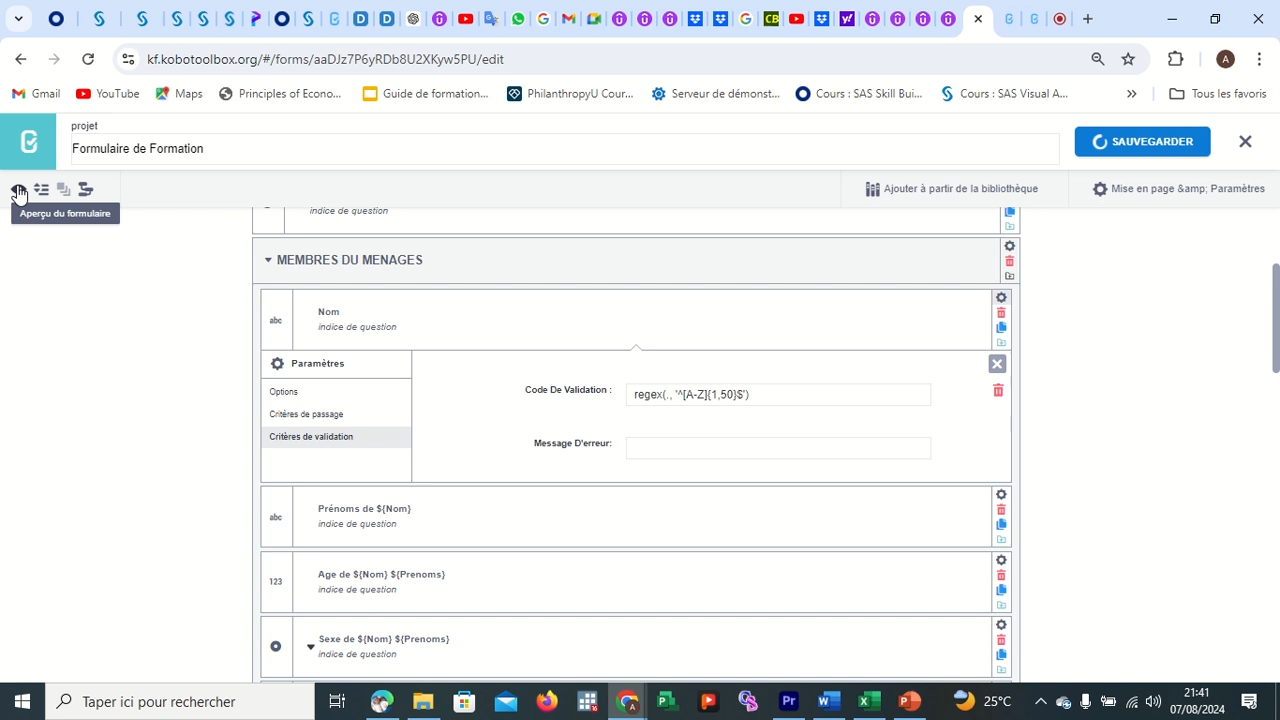 kf.kobotoolbox.org/#/forms/aaDJz7P6yRDb8U2XKyw5PU/edit
Gmail
YouTube
Maps
Principles of Econo...
Guide de formation...
PhilanthropyU Cour...
Serveur de démonst...
Cours : SAS Skill Bui...
Cours : SAS Visual A...
»
Tous les favoris
projet
Formulaire de Formation
SAUVEGARDER
Aperçu du formulaire
Ajouter à partir de la bibliothèque
Mise en page &amp; Paramètres
indice de question
MEMBRES DU MENAGES
abc
Nom
indice de question
Paramètres
Options
Critères de passage
Critères de validation
Code De Validation :
regex(., '^[A-Z]{1,50}$')
Message D'erreur:
abc
Prénoms de ${Nom}
indice de question
123
Age de ${Nom} ${Prenoms}
indice de question
Sexe de ${Nom} ${Prenoms}
indice de question
Taper ici pour rechercher
25°C
21:41
07/08/2024